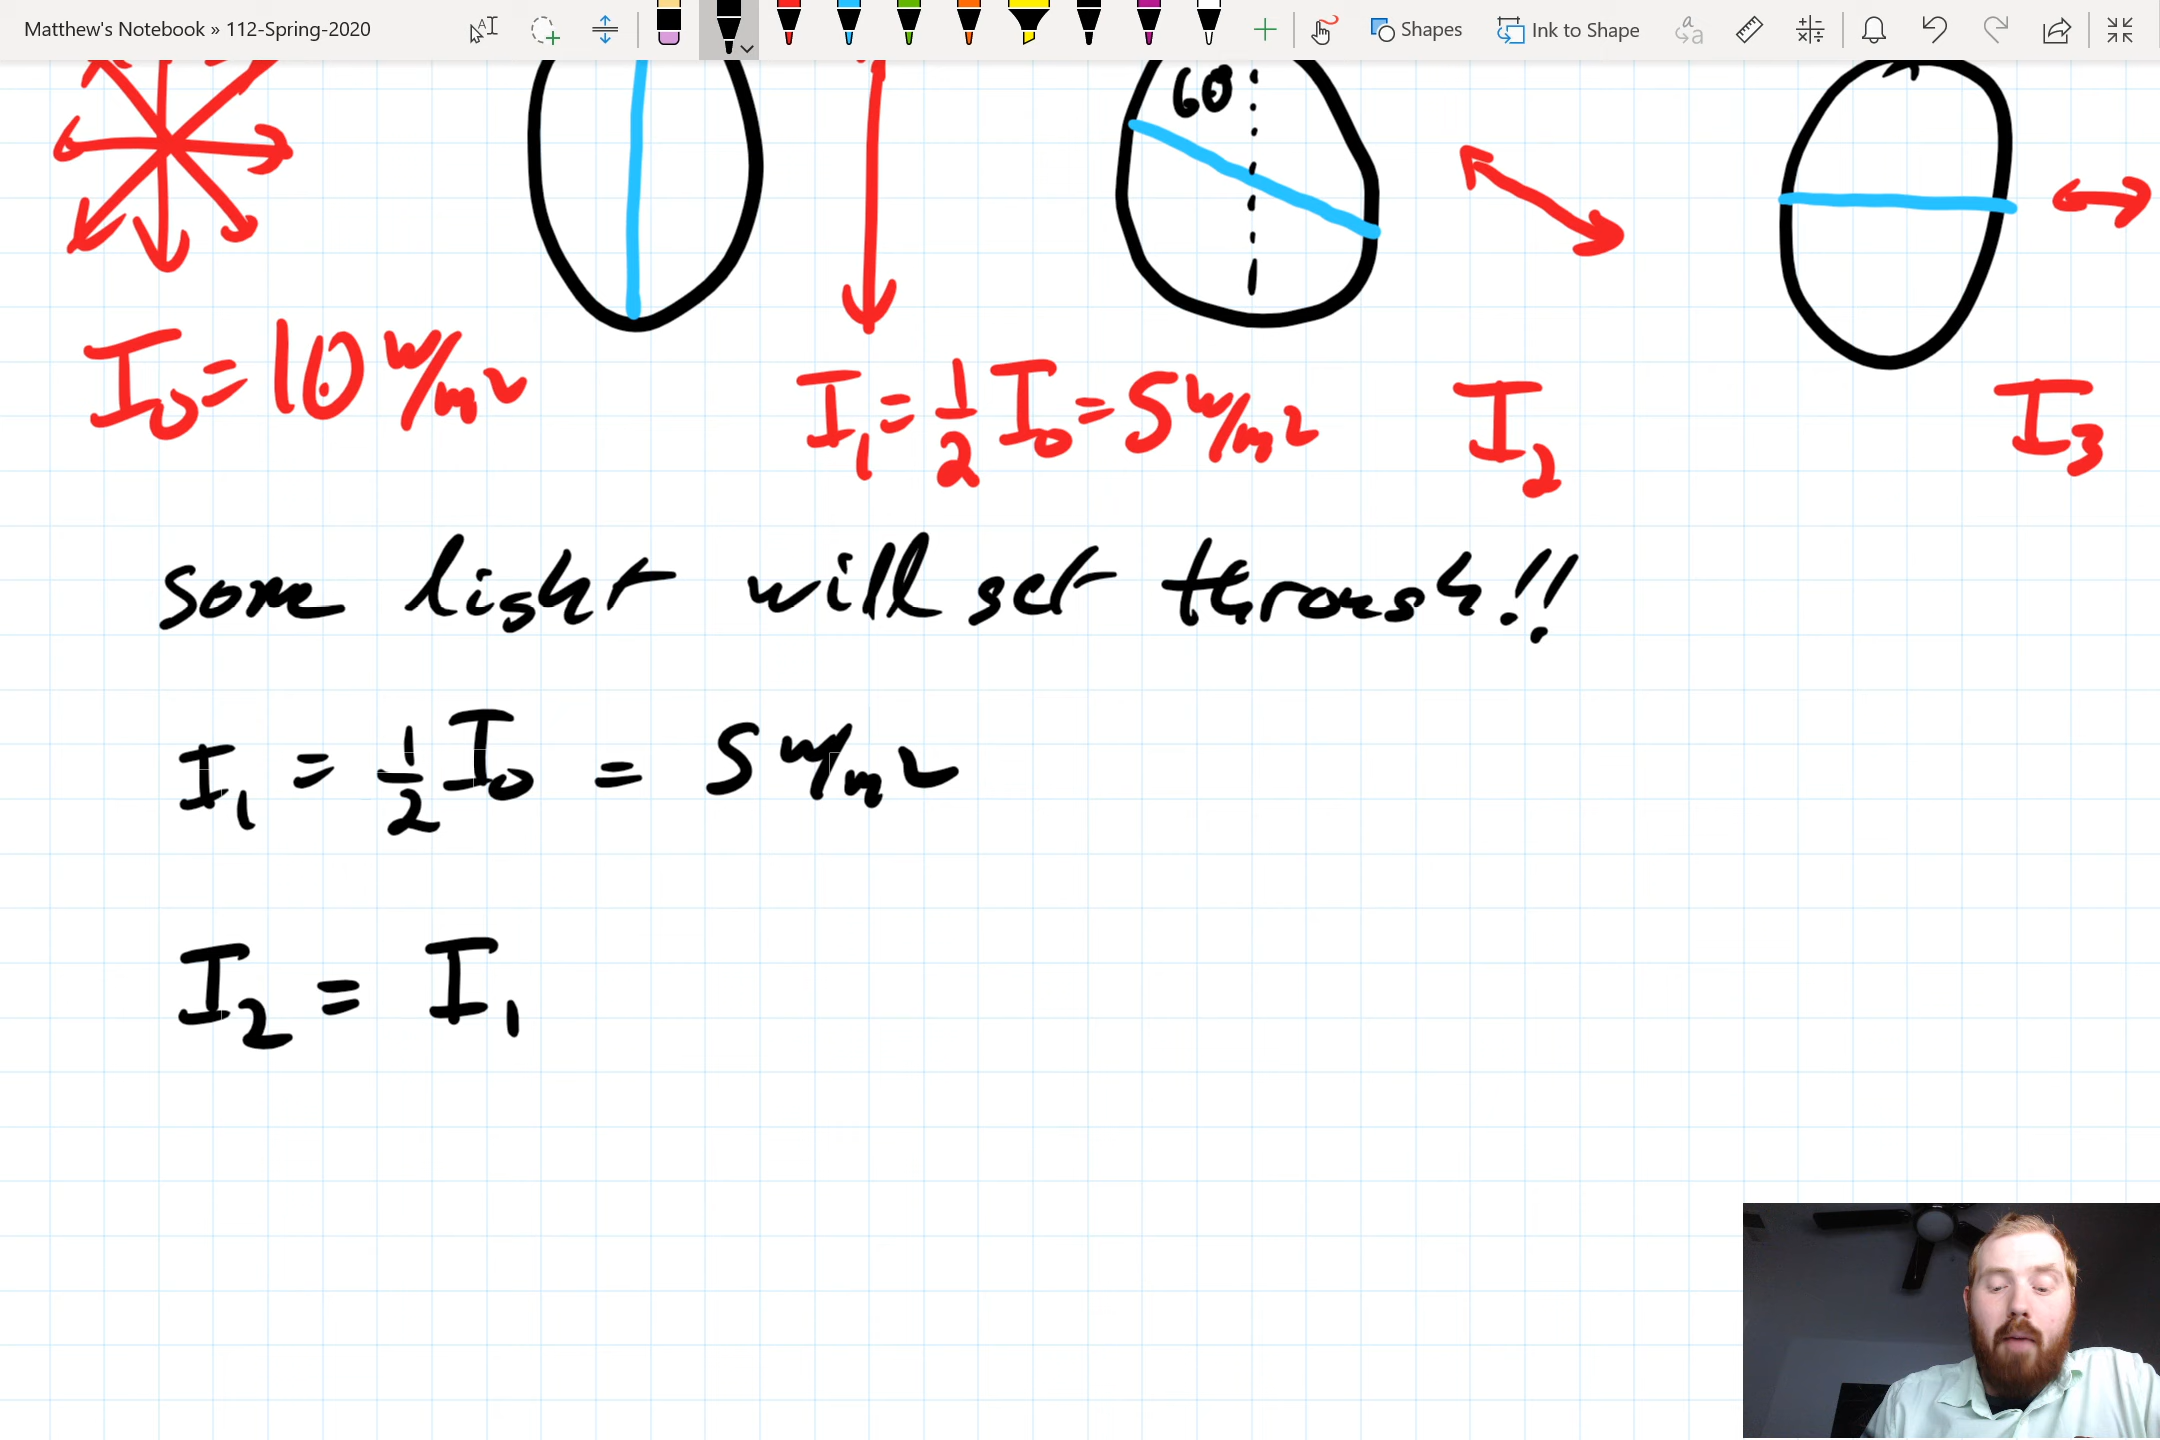 Matthew's Notebook » 112-Spring-2020
Shapes
Ink to Shape
60°
I₀ = 10 W/m²
I₁ = 1/2 I₀ = 5 W/m²
I₂
I₃
some light will get through!!
I₁ = 1/2 I₀ = 5 W/m²
I₂ = I₁